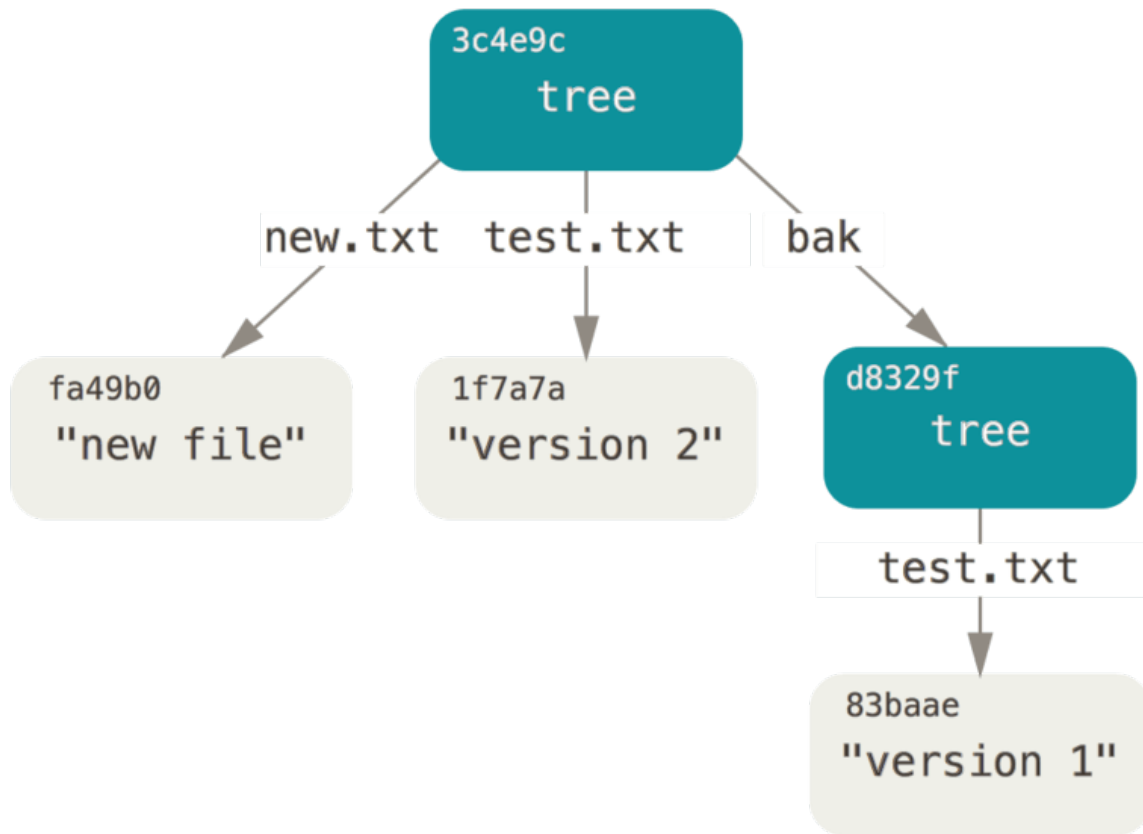 3c4e9c
tree
new.txt test.txt bak
fa49b0
"new file"
1f7a7a
"version 2"
d8329f
tree
test.txt
83baae
"version 1"